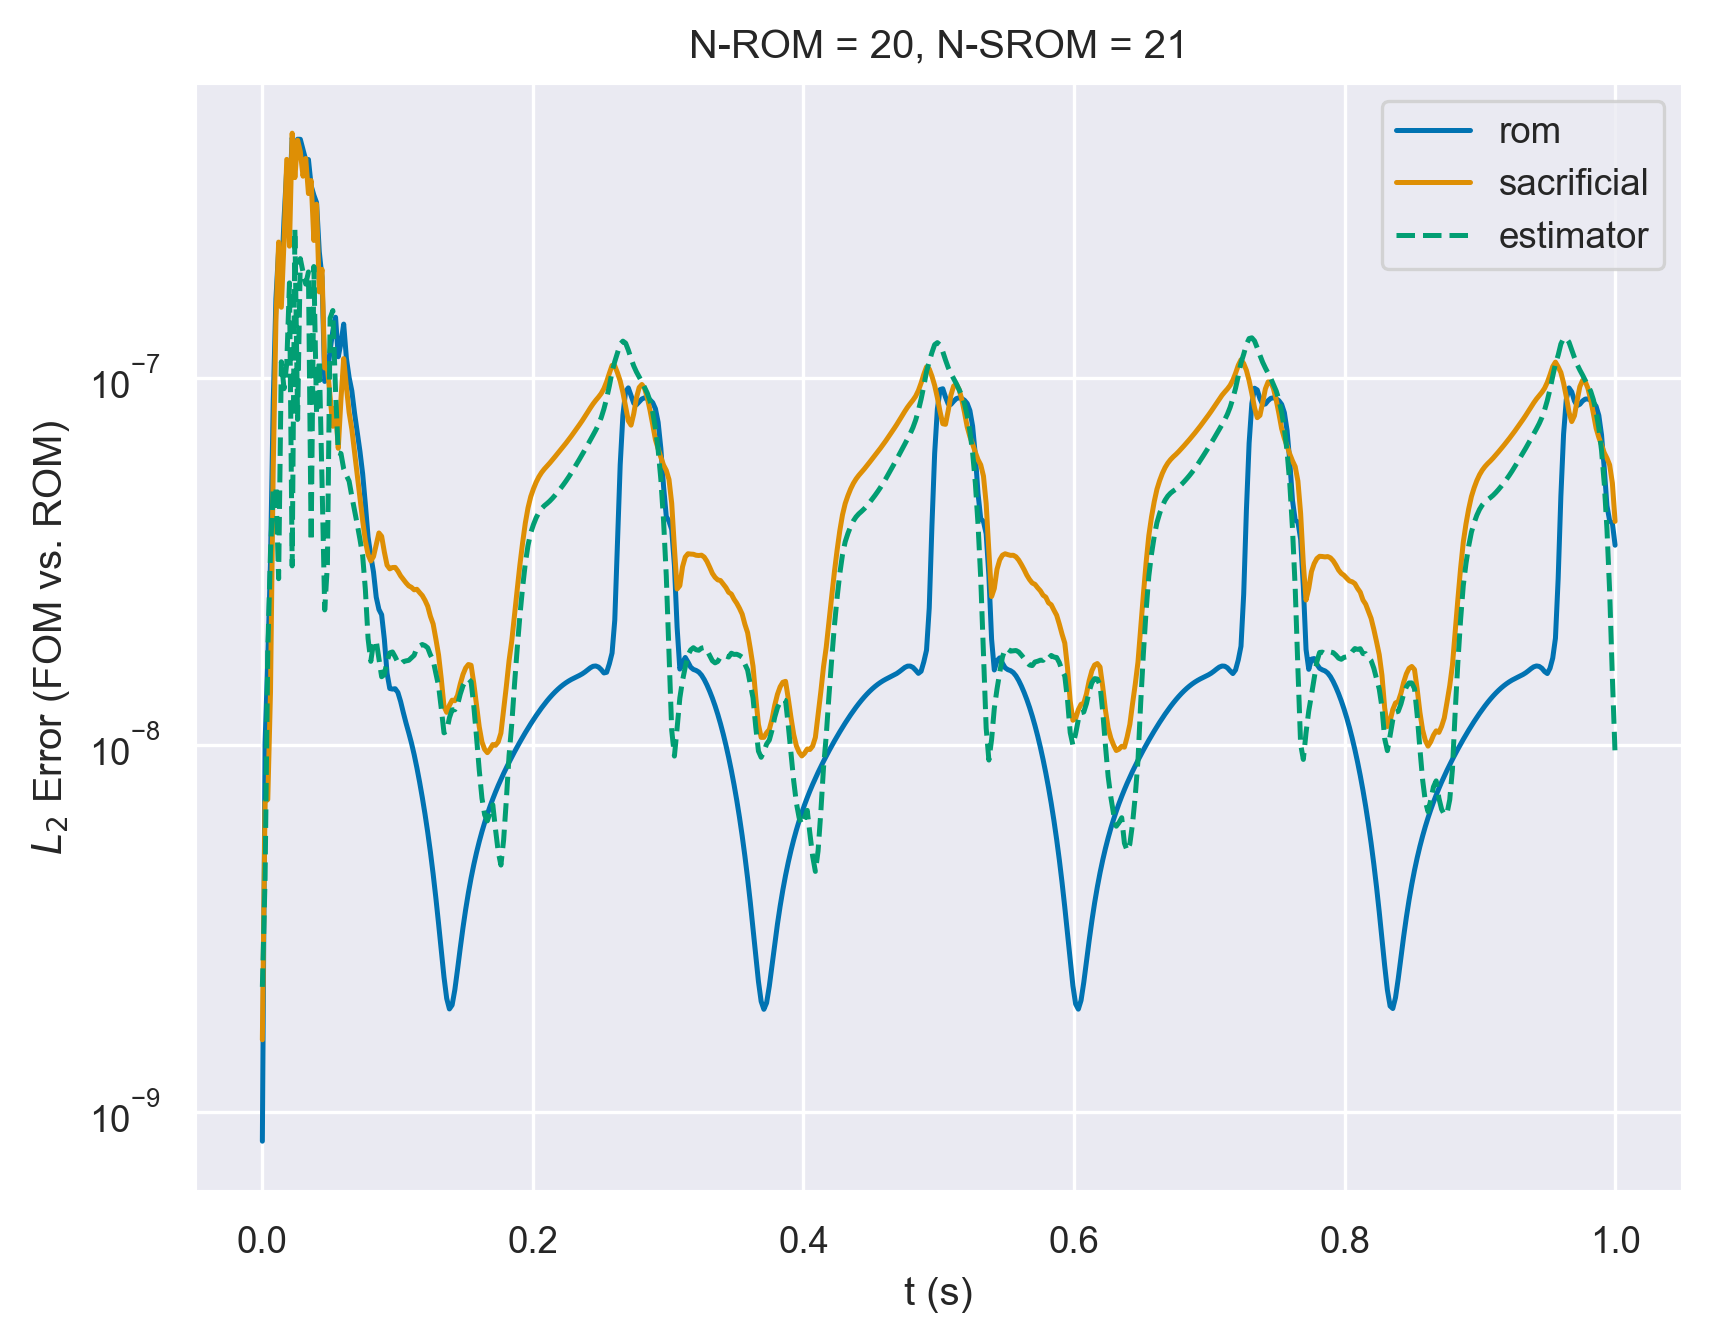 N-ROM = 20, N-SROM = 21
rom
sacrificial
estimator
L₂ Error (FOM vs. ROM)
10⁻⁷
10⁻⁸
10⁻⁹
0.0 0.2 0.4 0.6 0.8 1.0
t (s)